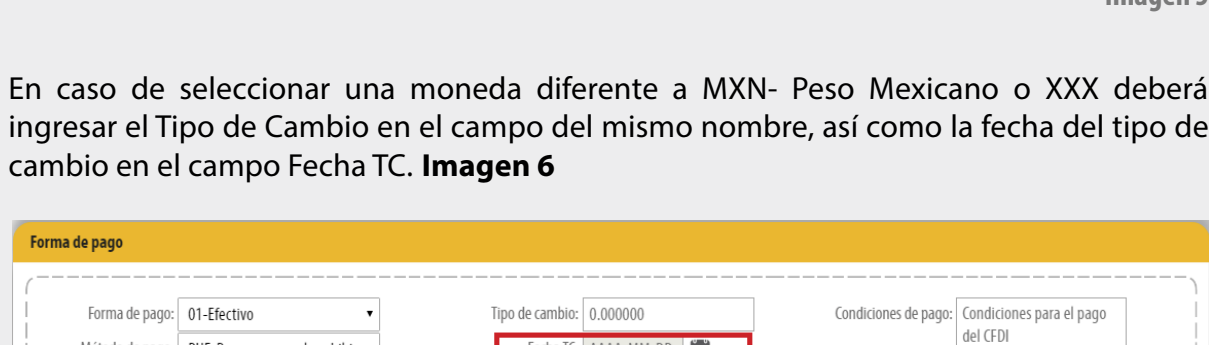 En caso de seleccionar una moneda diferente a MXN- Peso Mexicano o XXX deberá
ingresar el Tipo de Cambio en el campo del mismo nombre, así como la fecha del tipo de
cambio en el campo Fecha TC. Imagen 6
Forma de pago
Forma de pago: 01-Efectivo Tipo de cambio: 0.000000 Condiciones de pago: Condiciones para el pago
del CFDI